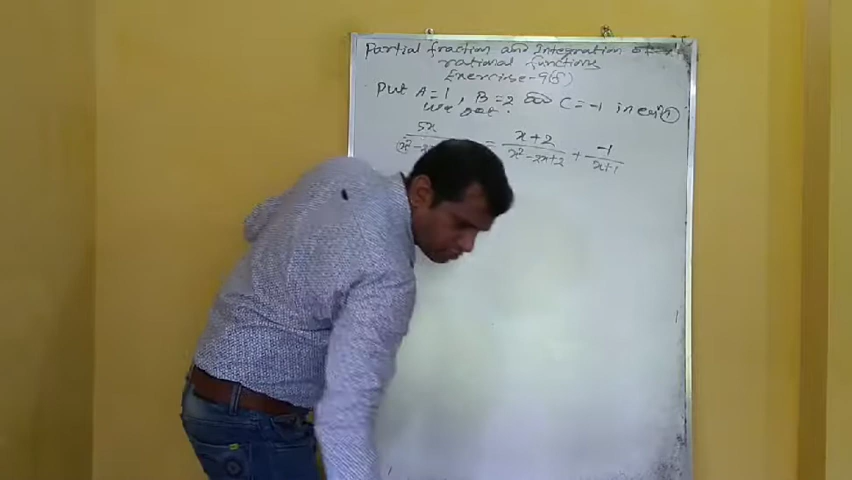 Partial fraction and Integration of
rational functions
Exercise-9(f)
Put A=1, B=2 and C=-1 in eqn ①
we get.
5x = x+2 + -1
x²-2x+2 x+1